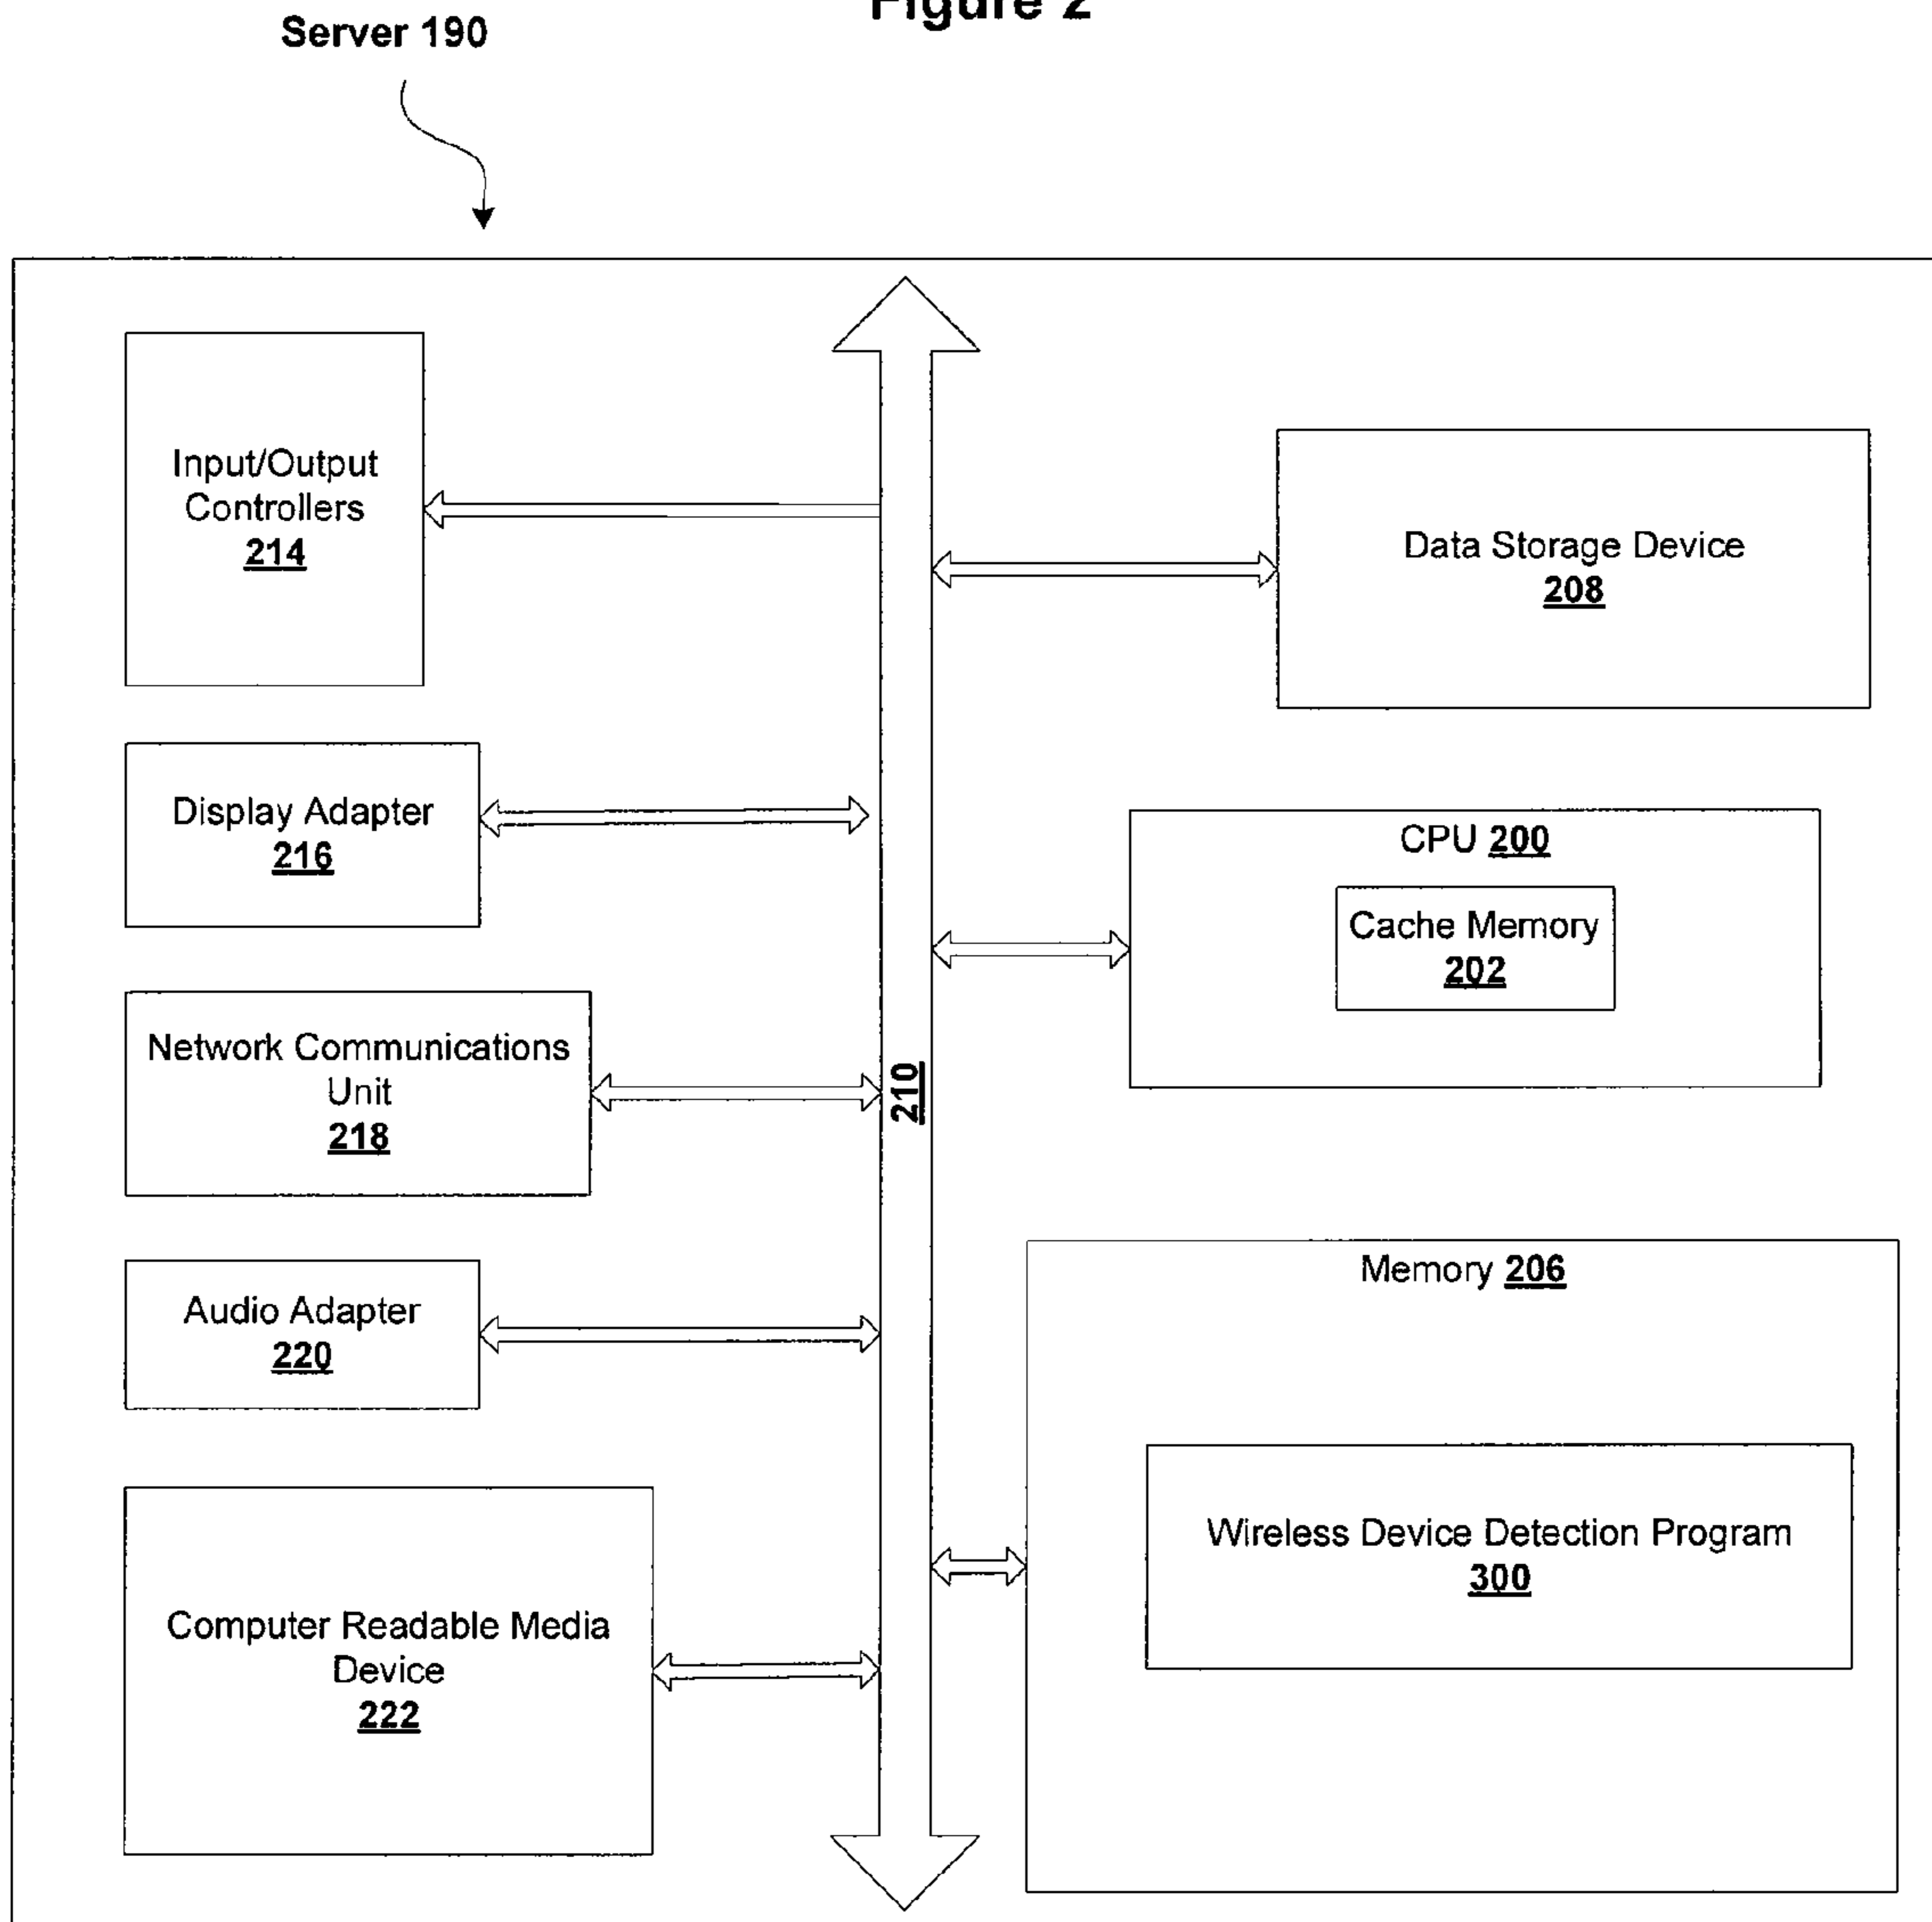 Figure 2
Server 190
Input/Output
Controllers
214
Display Adapter
216
Network Communications
Unit
218
Audio Adapter
220
Computer Readable Media
Device
222
210
Data Storage Device
208
CPU 200
Cache Memory
202
Memory 206
Wireless Device Detection Program
300